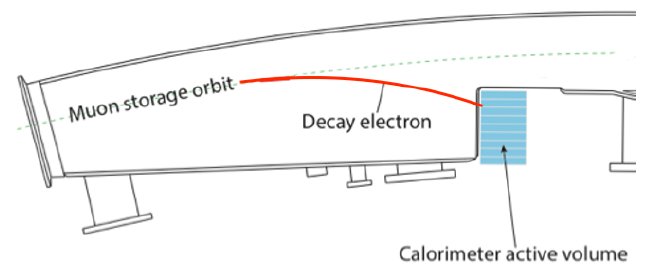 Muon storage orbit
Decay electron
Calorimeter active volume